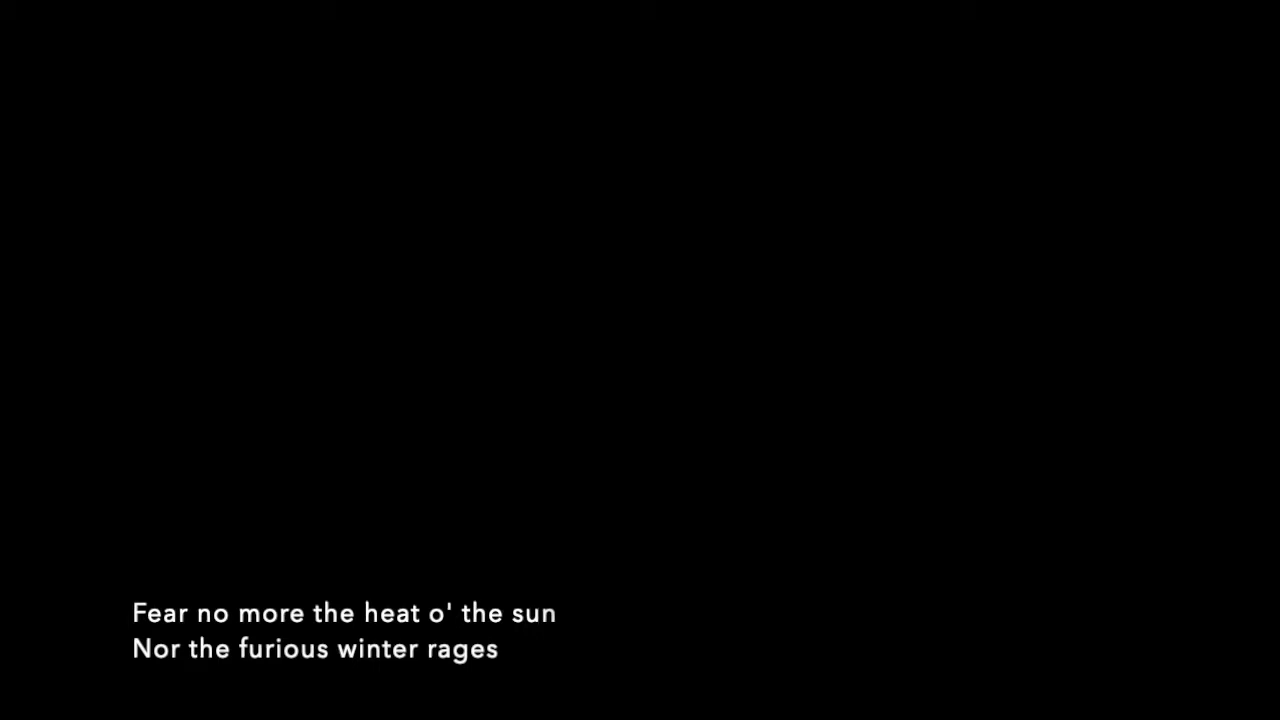 Fear no more the heat o' the sun
Nor the furious winter rages